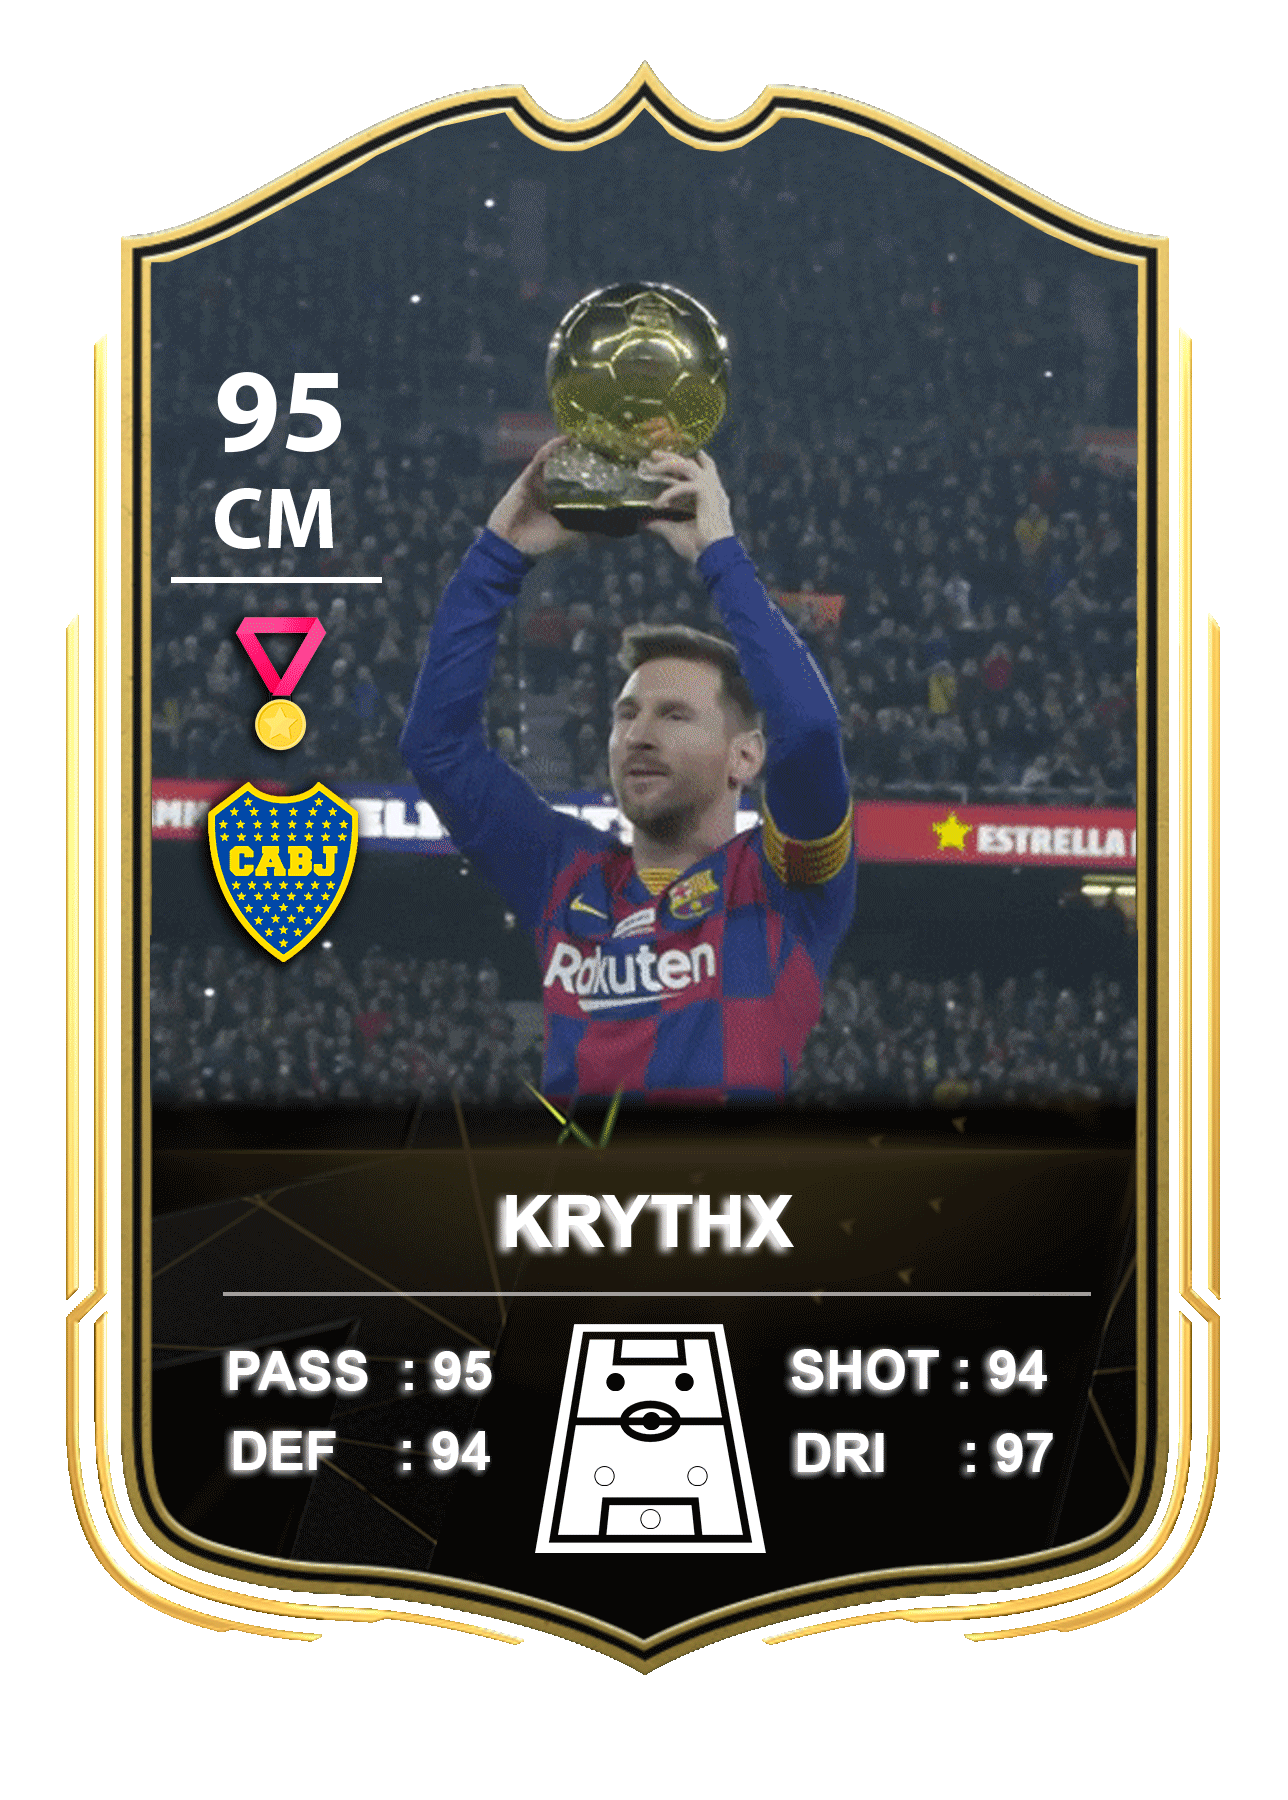 95
CM
CABJ
ESTRELLA
Rakuten
KRYTHX
PASS : 95
SHOT : 94
DEF : 94
DRI : 97